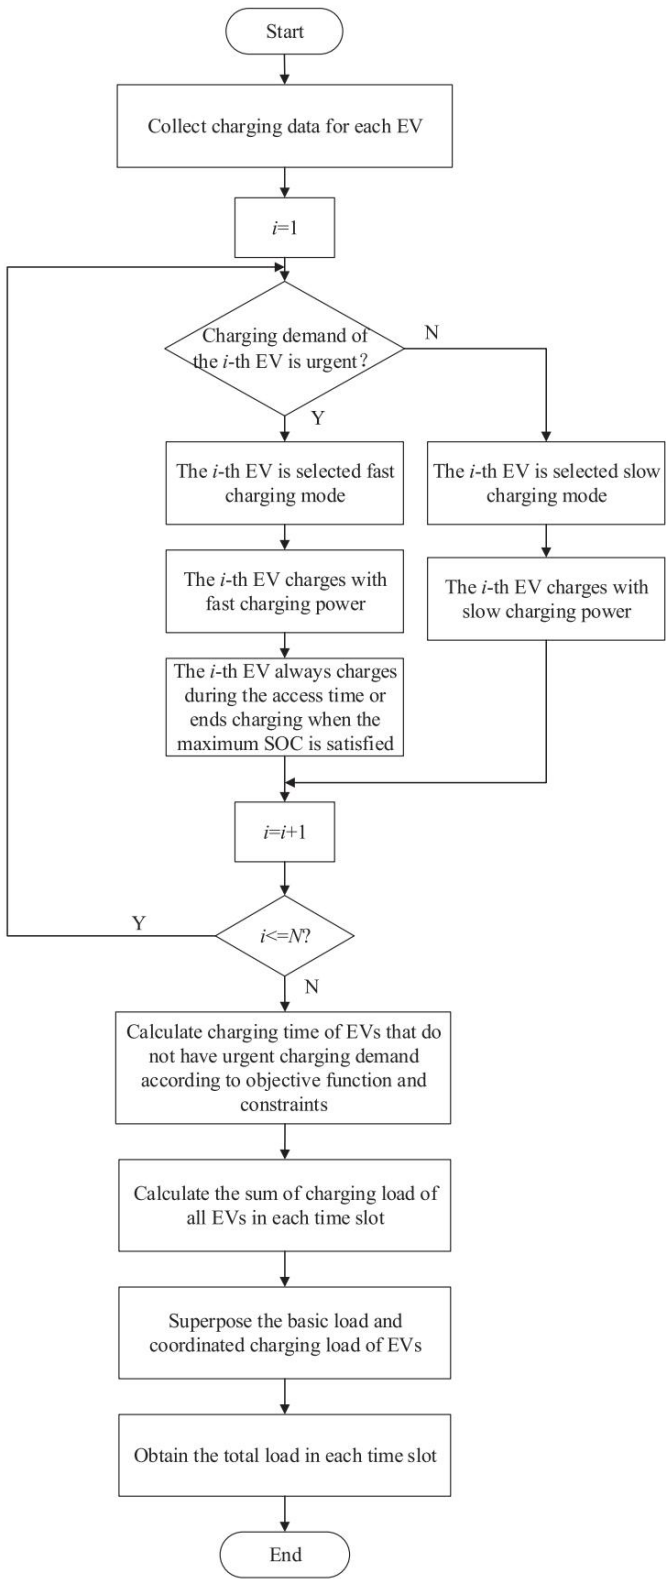 Start
Collect charging data for each EV
i=1
Charging demand of
the i-th EV is urgent?
N
Y
The i-th EV is selected fast
charging mode
The i-th EV is selected slow
charging mode
The i-th EV charges with
fast charging power
The i-th EV charges with
slow charging power
The i-th EV always charges
during the access time or
ends charging when the
maximum SOC is satisfied
i=i+1
Y
i<=N?
N
Calculate charging time of EVs that do
not have urgent charging demand
according to objective function and
constraints
Calculate the sum of charging load of
all EVs in each time slot
Superpose the basic load and
coordinated charging load of EVs
Obtain the total load in each time slot
End